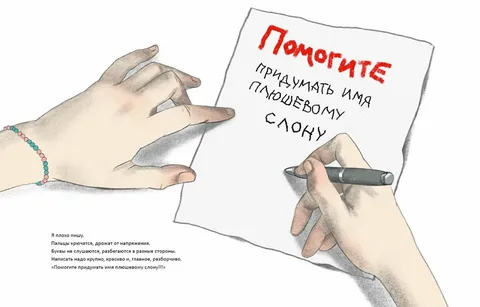 ПОМОГИТЕ
ПРИДУМАТЬ ИМЯ
ПЛЮШЕВОМУ
СЛОНУ
Я плохо пишу.
Пальцы крючатся, дрожат от напряжения.
Буквы не слушаются, разбегаются в разные стороны.
Написать надо крупно, красиво и, главное, разборчиво.
«Помогите придумать имя плюшевому слону!!!»